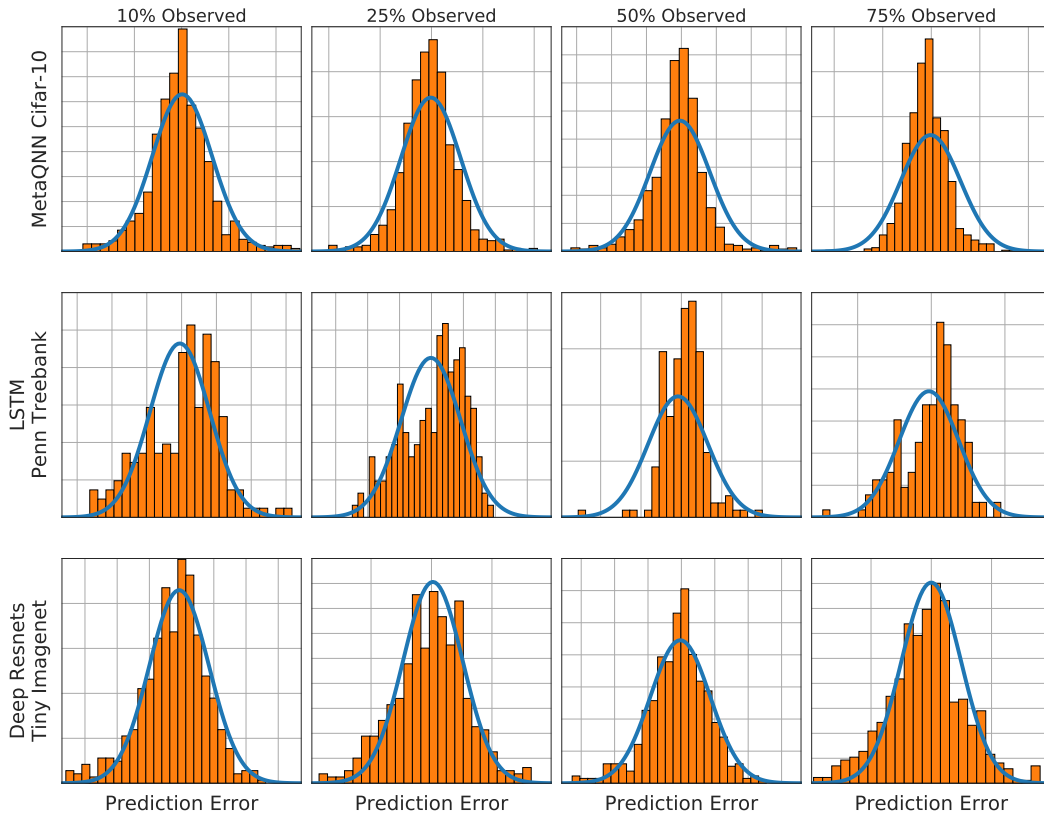 10% Observed
25% Observed
50% Observed
75% Observed
MetaQNN Cifar-10
LSTM
Penn Treebank
Deep Resnets
Tiny Imagenet
Prediction Error
Prediction Error
Prediction Error
Prediction Error